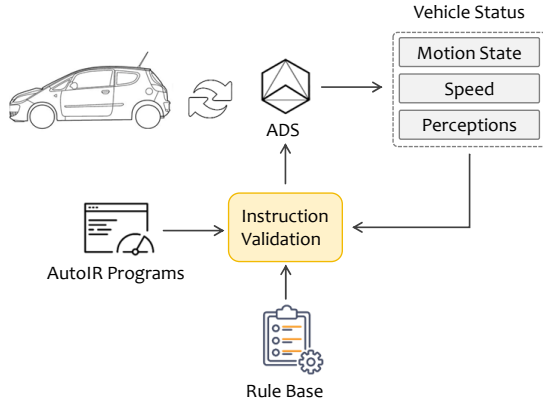 Vehicle Status
Motion State
Speed
Perceptions
ADS
Instruction
Validation
AutoIR Programs
Rule Base